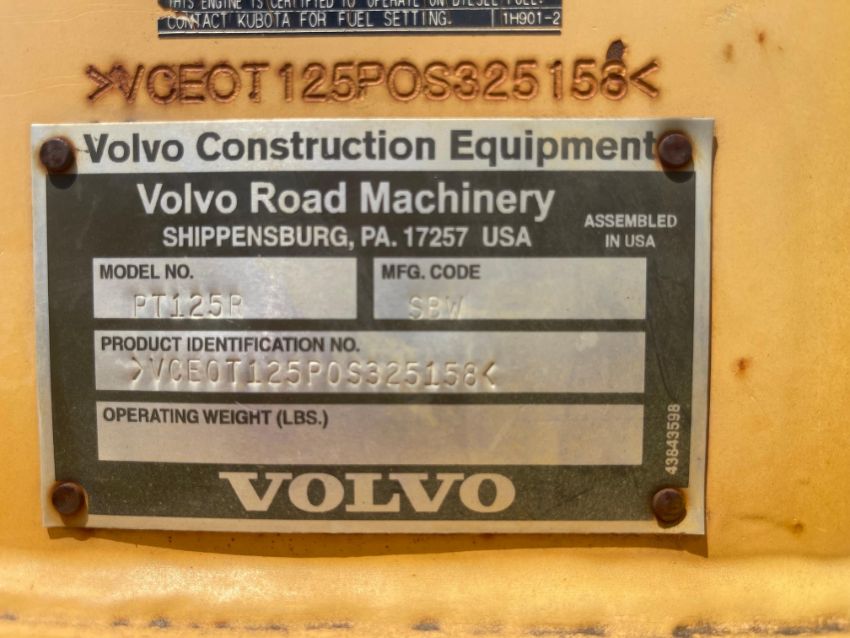 THIS ENGINE IS CERTIFIED TO OPERATE ON DIESEL FUEL.
CONTACT KUBOTA FOR FUEL SETTING. 1H901-2
>VCE0T125P0S325158<
Volvo Construction Equipment
Volvo Road Machinery
SHIPPENSBURG, PA. 17257 USA
ASSEMBLED
IN USA
MODEL NO. MFG. CODE
PT125R SBW
PRODUCT IDENTIFICATION NO.
>VCE0T125P0S325158<
OPERATING WEIGHT (LBS.)
43843598
VOLVO